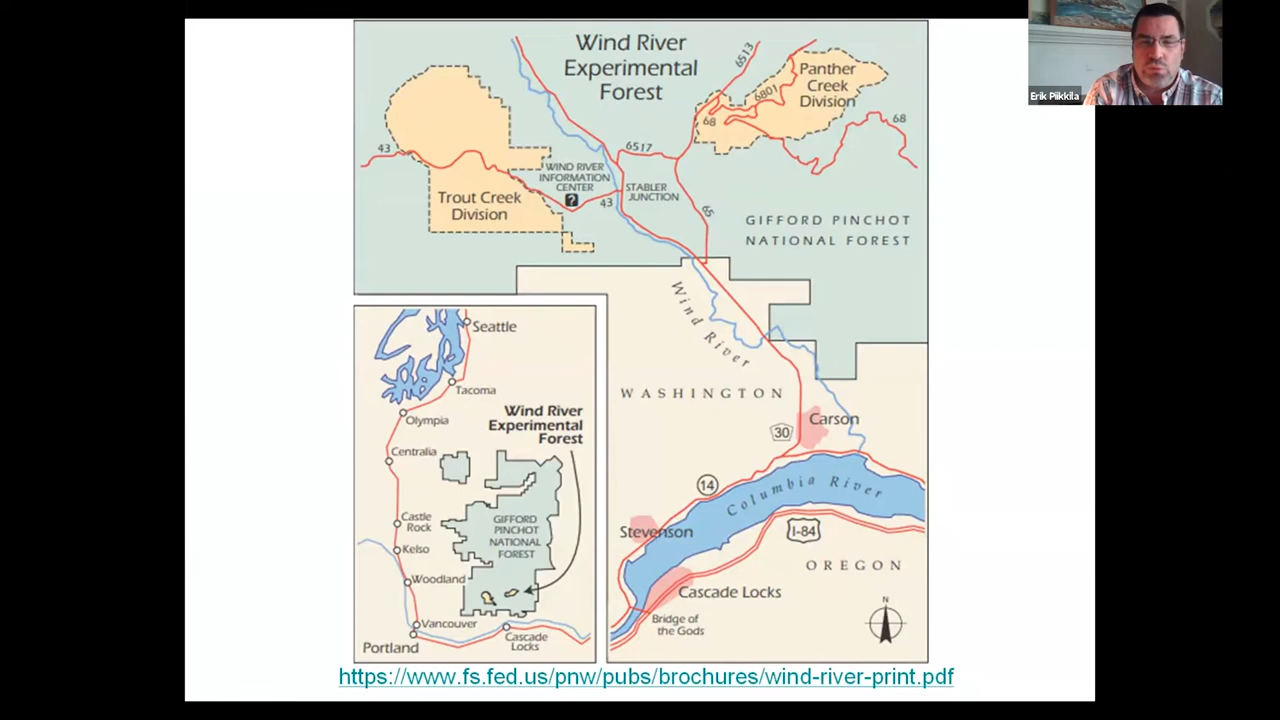 Wind River
Experimental
Forest
6513
Panther
Creek
Division
6801
68
68
43
6517
WIND RIVER
INFORMATION
CENTER
?
43
STABLER
JUNCTION
65
Trout Creek
Division
GIFFORD PINCHOT
NATIONAL FOREST
Wind River
WASHINGTON
Carson
30
14
Columbia River
Stevenson
I-84
OREGON
Cascade Locks
Bridge of
the Gods
N
Seattle
Tacoma
Olympia
Wind River
Experimental
Forest
Centralia
Castle
Rock
GIFFORD
PINCHOT
NATIONAL
FOREST
Kelso
Woodland
Vancouver
Portland
Cascade
Locks
https://www.fs.fed.us/pnw/pubs/brochures/wind-river-print.pdf
Erik Piikkila